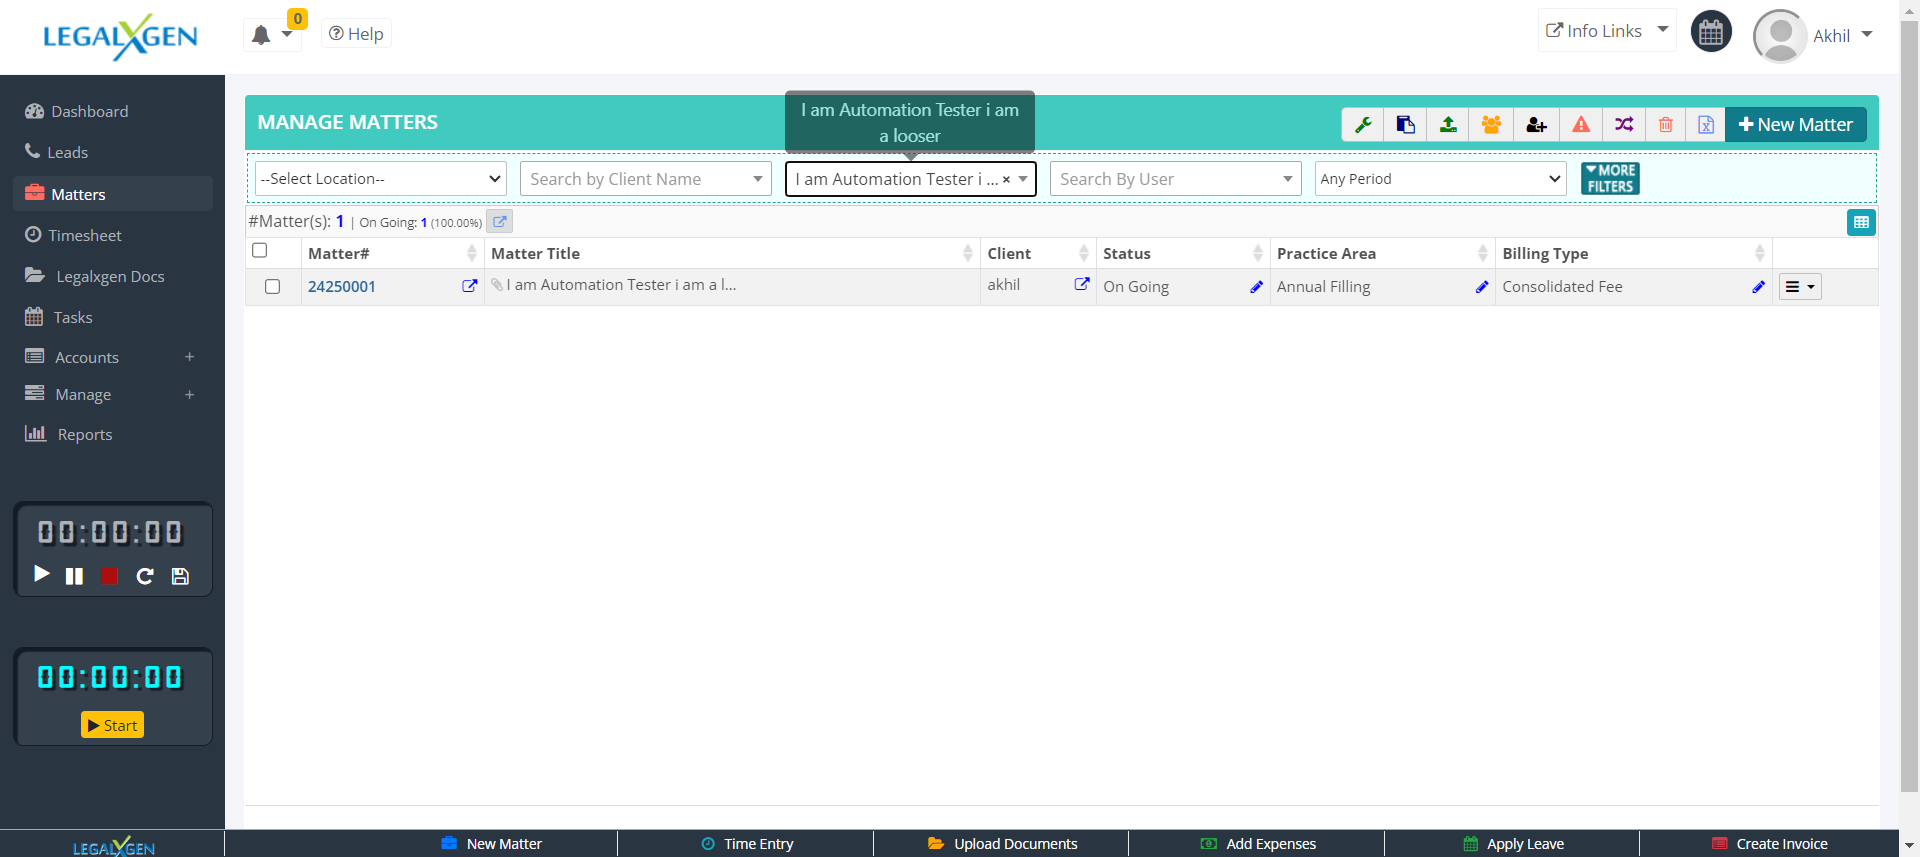 LEGALXGEN
0
Help
Info Links
Akhil
Dashboard
Leads
Matters
Timesheet
Legalxgen Docs
Tasks
Accounts +
Manage +
Reports
00:00:00
00:00:00
Start
MANAGE MATTERS
I am Automation Tester i am
a looser
New Matter
--Select Location--
Search by Client Name
I am Automation Tester i ... ×
Search By User
Any Period
MORE
FILTERS
#Matter(s): 1 | On Going: 1 (100.00%)
Matter# Matter Title Client Status Practice Area Billing Type
24250001 I am Automation Tester i am a l... akhil On Going Annual Filling Consolidated Fee
LEGALXGEN
New Matter
Time Entry
Upload Documents
Add Expenses
Apply Leave
Create Invoice